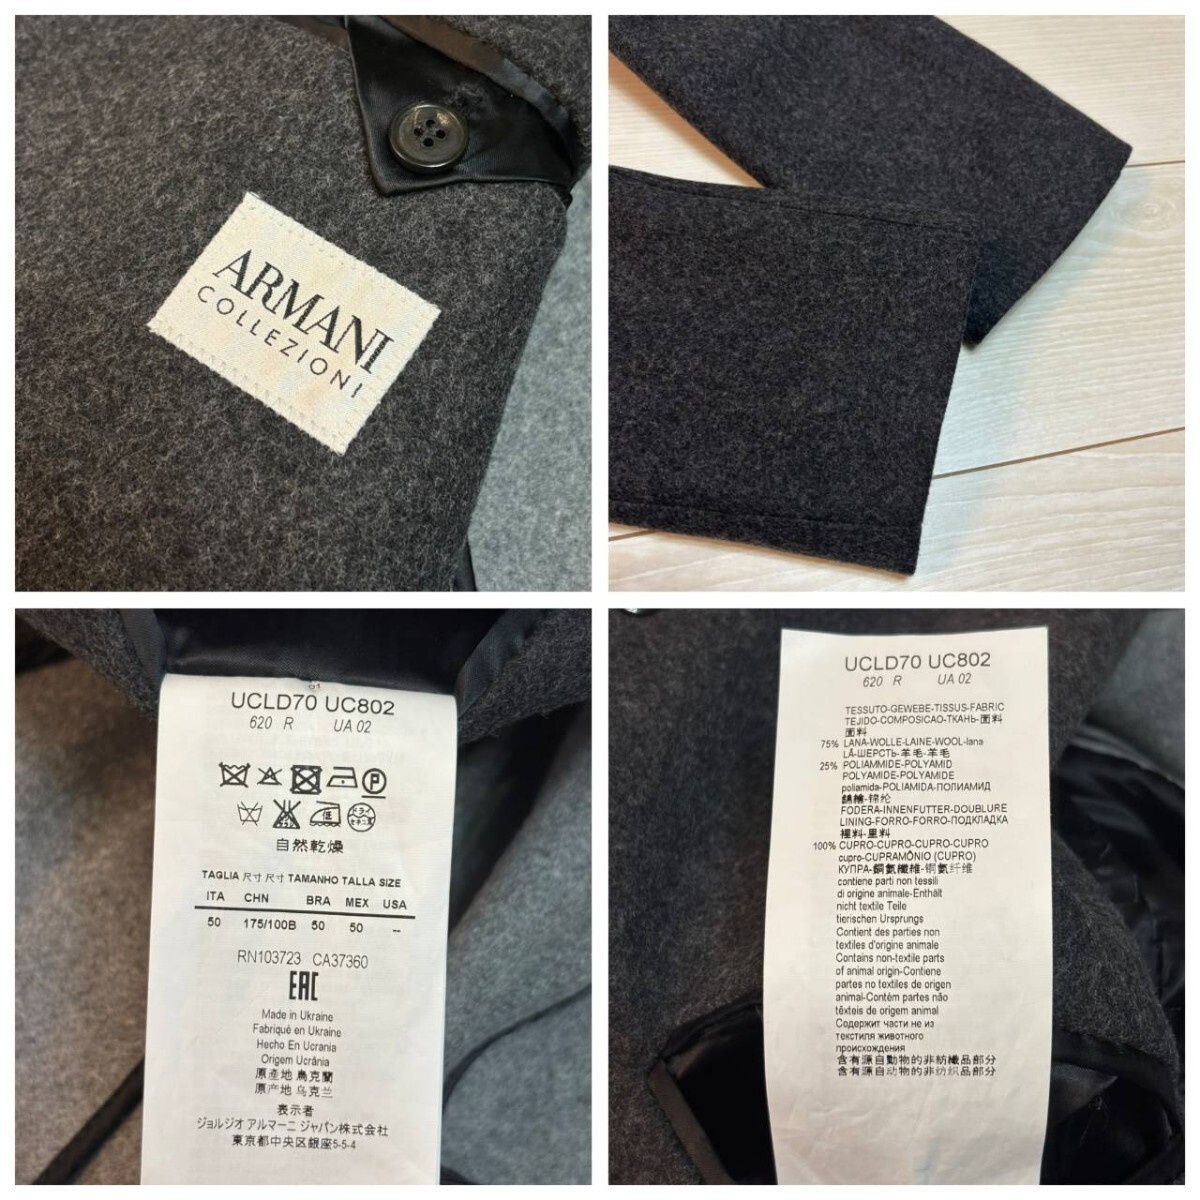 ARMANI
COLLEZIONI
UCLD70 UC802
620 R UA 02
自然乾燥
TAGLIA 尺寸 尺寸 TAMANHO TALLA SIZE
ITA CHN BRA MEX USA
50 175/100B 50 50 --
RN103723 CA37360
EAC
Made in Ukraine
Fabriqué en Ukraine
Hecho En Ucrania
Origem Ucrânia
原產地 烏克蘭
原产地 乌克兰
表示者
ジョルジオ アルマーニ ジャパン株式会社
東京都中央区銀座5-5-4
UCLD70 UC802
620 R UA 02
TESSUTO-GEWEBE-TISSUS-FABRIC
TEJIDO-COMPOSICAO-ТКАНЬ-面料
面料
75% LANA-WOLLE-LAINE-WOOL-lana
LÃ-ШЕРСТЬ-羊毛-羊毛
25% POLIAMMIDE-POLYAMID
POLYAMIDE-POLYAMIDE
poliamida-POLIAMIDA-ПОЛИАМИД
錦綸-锦纶
FODERA-INNENFUTTER-DOUBLURE
LINING-FORRO-FORRO-ПОДКЛАДКА
裡料-里料
100% CUPRO-CUPRO-CUPRO-CUPRO
cupro-CUPRAMÔNIO (CUPRO)
КУПРА-銅氨纖維-铜氨纤维
contiene parti non tessili
di origine animale-Enthält
nicht textile Teile
tierischen Ursprungs
Contient des parties non
textiles d'origine animale
Contains non-textile parts
of animal origin-Contiene
partes no textiles de origen
animal-Contém partes não
têxteis de origem animal
Содержит части не из
текстиля животного
происхождения
含有源自動物的非紡織品部分
含有源自动物的非纺织品部分